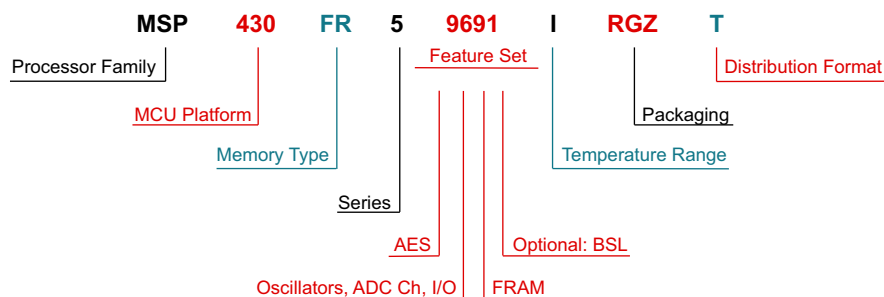 MSP 430 FR 5 9691 I RGZ T
Processor Family Feature Set Distribution Format
MCU Platform Packaging
Memory Type Temperature Range
Series
AES Optional: BSL
Oscillators, ADC Ch, I/O FRAM